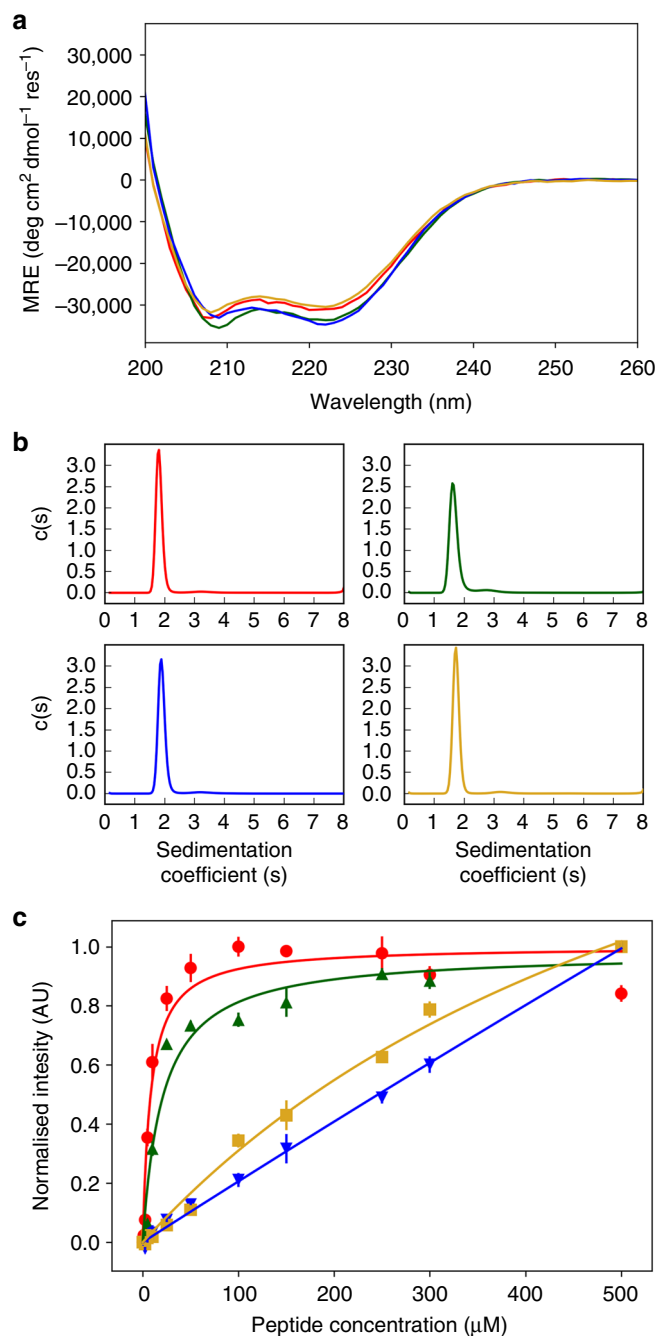 a
30,000
20,000
10,000
0
−10,000
−20,000
−30,000
MRE (deg cm² dmol⁻¹ res⁻¹)
200 210 220 230 240 250 260
Wavelength (nm)
b
3.0
2.5
2.0
1.5
1.0
0.5
0.0
c(s)
0 1 2 3 4 5 6 7 8
3.0
2.5
2.0
1.5
1.0
0.5
0.0
0 1 2 3 4 5 6 7 8
3.0
2.5
2.0
1.5
1.0
0.5
0.0
c(s)
0 1 2 3 4 5 6 7 8
Sedimentation
coefficient (s)
3.0
2.5
2.0
1.5
1.0
0.5
0.0
0 1 2 3 4 5 6 7 8
Sedimentation
coefficient (s)
c
1.0
0.8
0.6
0.4
0.2
0.0
Normalised intesity (AU)
0 100 200 300 400 500
Peptide concentration (μM)